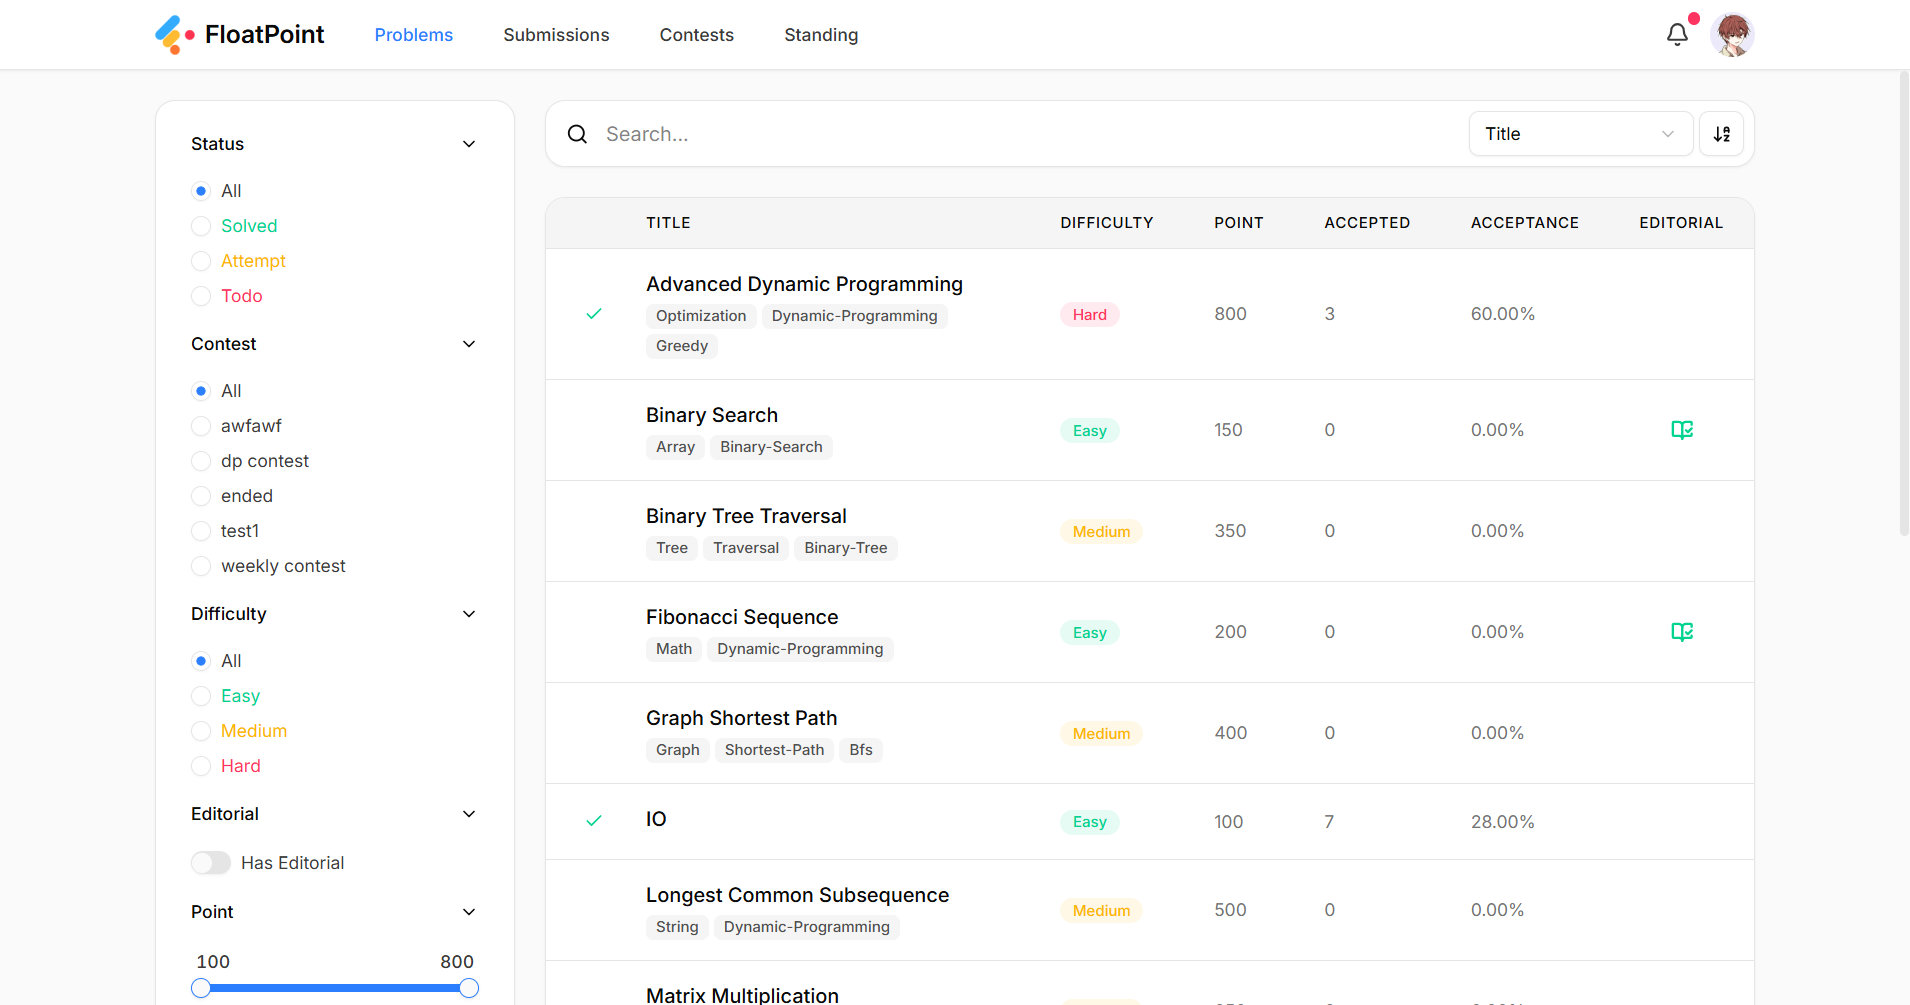 FloatPoint
Problems
Submissions
Contests
Standing
Status
All
Solved
Attempt
Todo
Contest
All
awfawf
dp contest
ended
test1
weekly contest
Difficulty
All
Easy
Medium
Hard
Editorial
Has Editorial
Point
100 800
Search...
Title
TITLE DIFFICULTY POINT ACCEPTED ACCEPTANCE EDITORIAL
Advanced Dynamic Programming
Optimization Dynamic-Programming
Greedy
Hard 800 3 60.00%
Binary Search
Array Binary-Search
Easy 150 0 0.00%
Binary Tree Traversal
Tree Traversal Binary-Tree
Medium 350 0 0.00%
Fibonacci Sequence
Math Dynamic-Programming
Easy 200 0 0.00%
Graph Shortest Path
Graph Shortest-Path Bfs
Medium 400 0 0.00%
IO
Easy 100 7 28.00%
Longest Common Subsequence
String Dynamic-Programming
Medium 500 0 0.00%
Matrix Multiplication